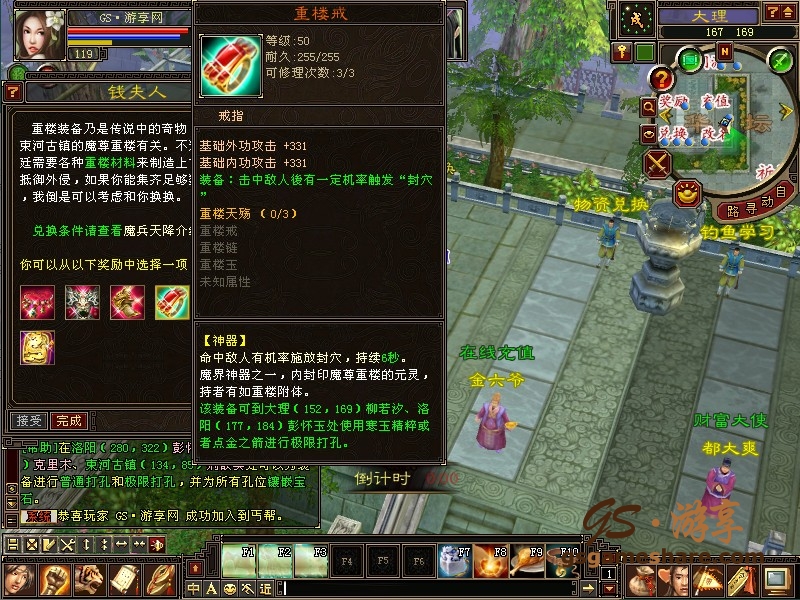 GS·游享网
119
钱夫人
重楼装备乃是传说中的奇物
束河古镇的魔尊重楼有关。不
廷需要各种重楼材料来制造上
抵御外侵，如果你能集齐足够
，我倒是可以考虑和你换换。
兑换条件请查看魔兵天降介
你可以从以下奖励中选择一项
接受
完成
重楼戒
等级:50
耐久:255/255
可修理次数:3/3
戒指
基础外功攻击 +331
基础内功攻击 +331
装备：击中敌人後有一定机率触发“封穴
”
重楼天殇 （0/3）
重楼戒
重楼链
重楼玉
未知属性
【神器】
命中敌人有机率施放封穴，持续6秒。
魔界神器之一，内封印魔尊重楼的元灵，
持者有如重楼附体。
该装备可到大理（152，169）柳若汐、洛
阳（177，184）彭怀玉处使用寒玉精粹或
者点金之箭进行极限打孔。
[帮助]在洛阳（280，322）彭怀
）克里木、束河古镇（134，85
备进行普通打孔和极限打孔，并为所有孔位镶嵌宝
石。
恭喜玩家 GS·游享网 成功加入到丐帮。
倒计时
大理
167 169
N
奖励
充值
兑换
改名
祈
自动寻路
物资兑换
钓鱼学习
在线充值
金六爷
财富大使
都大爽
F1
F2
F3
F4
F5
F6
F7
F8
F9
F10
1
中
A
近
GS·游享